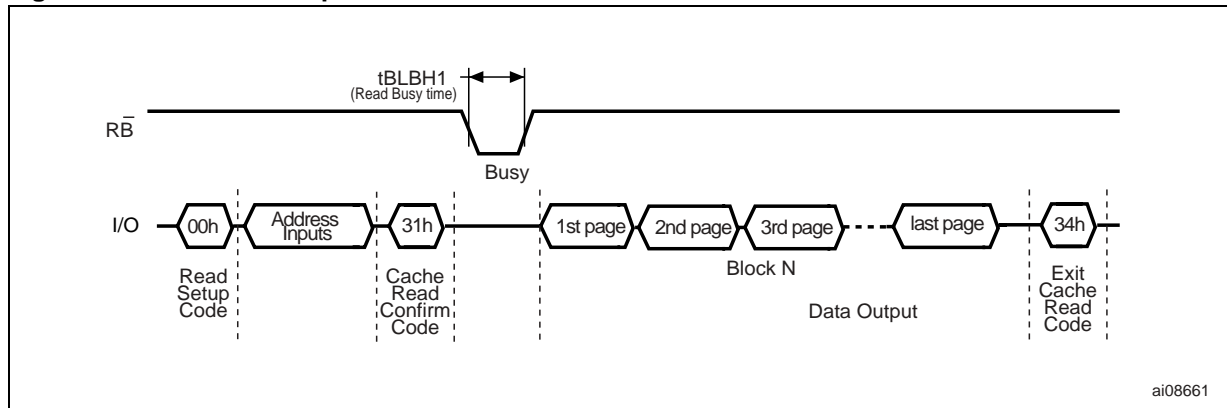 tBLBH1
(Read Busy time)
RB̅
Busy
I/O
00h
Address
Inputs
31h
1st page
2nd page
3rd page
last page
34h
Block N
Read
Setup
Code
Cache
Read
Confirm
Code
Data Output
Exit
Cache
Read
Code
ai08661